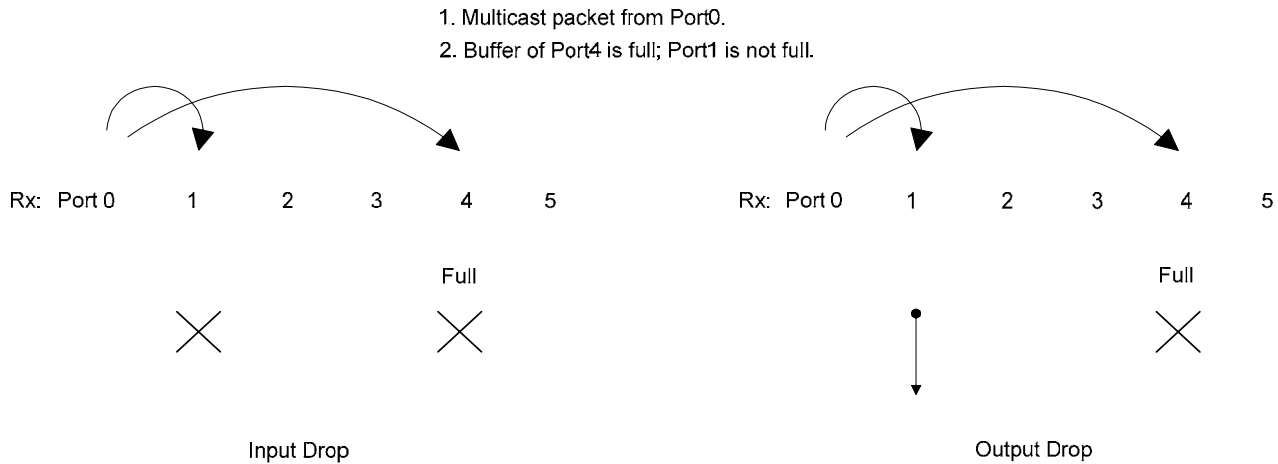 1. Multicast packet from Port0.
2. Buffer of Port4 is full; Port1 is not full.
Rx: Port 0 1 2 3 4 5
Full
Input Drop
Rx: Port 0 1 2 3 4 5
Full
Output Drop